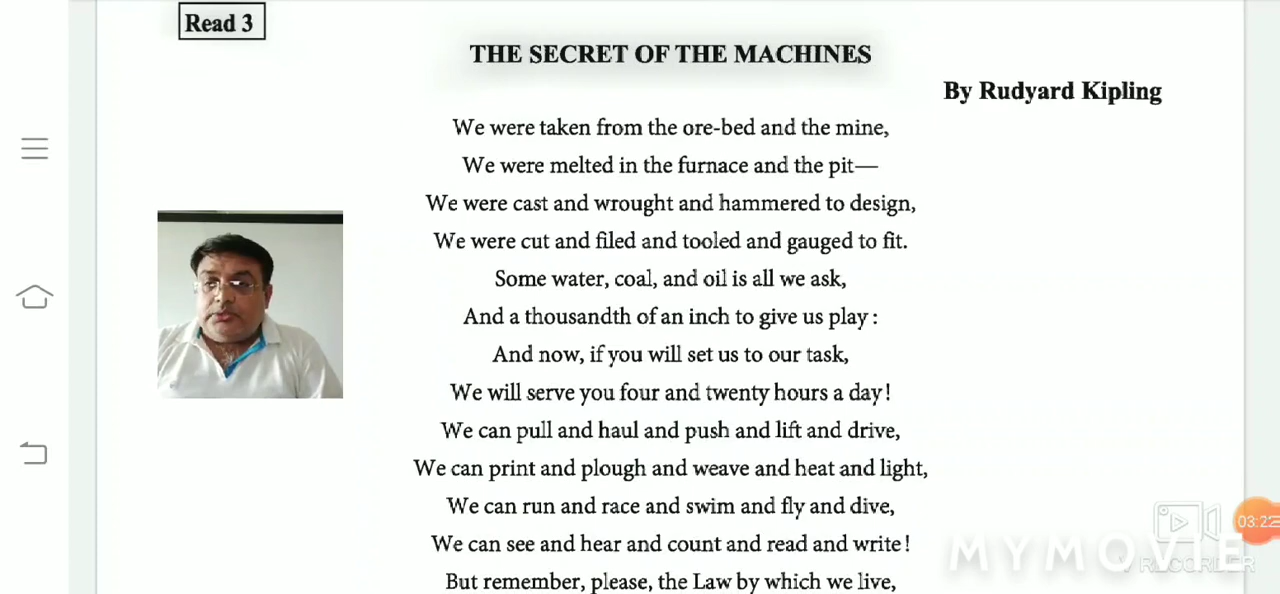 Read 3
THE SECRET OF THE MACHINES
By Rudyard Kipling
We were taken from the ore-bed and the mine,
We were melted in the furnace and the pit—
We were cast and wrought and hammered to design,
We were cut and filed and tooled and gauged to fit.
Some water, coal, and oil is all we ask,
And a thousandth of an inch to give us play:
And now, if you will set us to our task,
We will serve you four and twenty hours a day!
We can pull and haul and push and lift and drive,
We can print and plough and weave and heat and light,
We can run and race and swim and fly and dive,
We can see and hear and count and read and write!
But remember, please, the Law by which we live,
03:22
MYMOVIE
V RECORDER